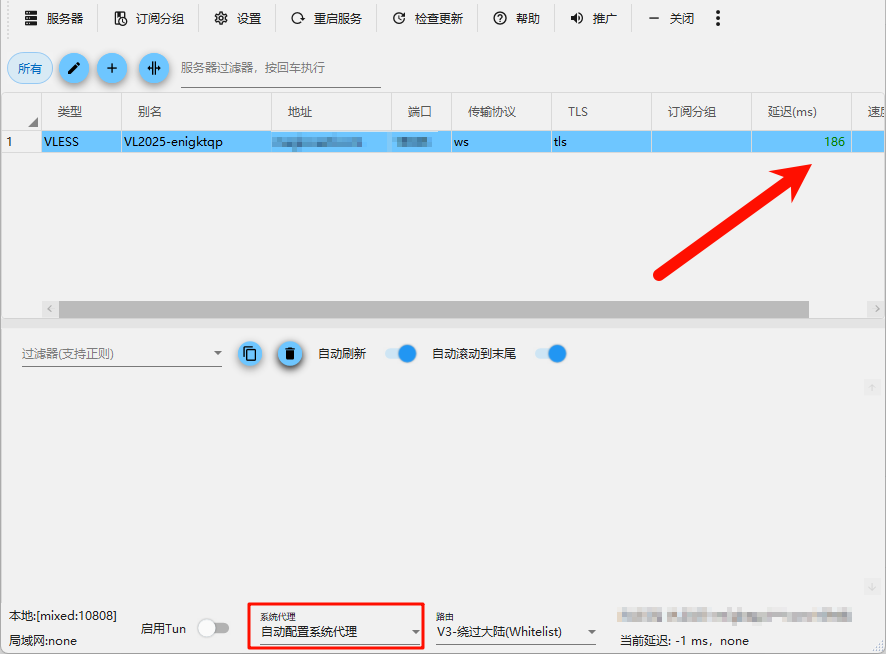 服务器 订阅分组 设置 重启服务 检查更新 帮助 推广 关闭
所有 服务器过滤器，按回车执行
类型 别名 地址 端口 传输协议 TLS 订阅分组 延迟(ms)
1 VLESS VL2025-enigktqp ws tls 186
过滤器(支持正则) 自动刷新 自动滚动到末尾
系统代理 路由
本地:[mixed:10808] 启用Tun 自动配置系统代理 V3-绕过大陆(Whitelist)
局域网:none 当前延迟: -1 ms，none